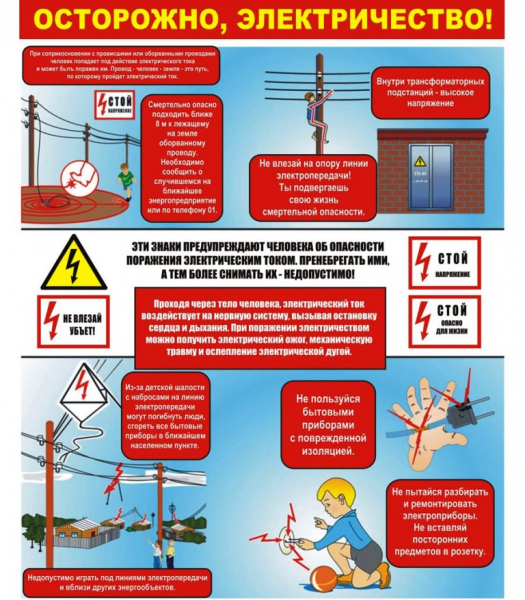 ОСТОРОЖНО, ЭЛЕКТРИЧЕСТВО!
При соприкосновении с провисшими или оборванными проводами
человек попадает под действие электрического тока
и может быть поражен им. Провод - человек - земля - это путь,
по которому пройдет электрический ток.
СТОЙ
НАПРЯЖЕНИЕ
Смертельно опасно
подходить ближе
8 м к лежащему
на земле
оборванному
проводу.
Необходимо
сообщить о
случившемся на
ближайшее
энергопредприятие
или по телефону 01.
Не влезай на опору линии
электропередачи!
Ты подвергаешь
свою жизнь
смертельной опасности.
Внутри трансформаторных
подстанций - высокое
напряжение
ЭТИ ЗНАКИ ПРЕДУПРЕЖДАЮТ ЧЕЛОВЕКА ОБ ОПАСНОСТИ
ПОРАЖЕНИЯ ЭЛЕКТРИЧЕСКИМ ТОКОМ. ПРЕНЕБРЕГАТЬ ИМИ,
А ТЕМ БОЛЕЕ СНИМАТЬ ИХ - НЕДОПУСТИМО!
СТОЙ
НАПРЯЖЕНИЕ
НЕ ВЛЕЗАЙ
УБЪЕТ!
Проходя через тело человека, электрический ток
воздействует на нервную систему, вызывая остановку
сердца и дыхания. При поражении электричеством
можно получить электрический ожог, механическую
травму и ослепление электрической дугой.
СТОЙ
ОПАСНО
ДЛЯ ЖИЗНИ
Из-за детской шалости
с набросами на линию
электропередачи
могут погибнуть люди,
сгореть все бытовые
приборы в ближайшем
населенном пункте.
Недопустимо играть под линиями электропередачи
и вблизи других энергообъектов.
Не пользуйся
бытовыми
приборами
с поврежденной
изоляцией.
Не пытайся разбирать
и ремонтировать
электроприборы.
Не вставляй
посторонних
предметов в розетку.